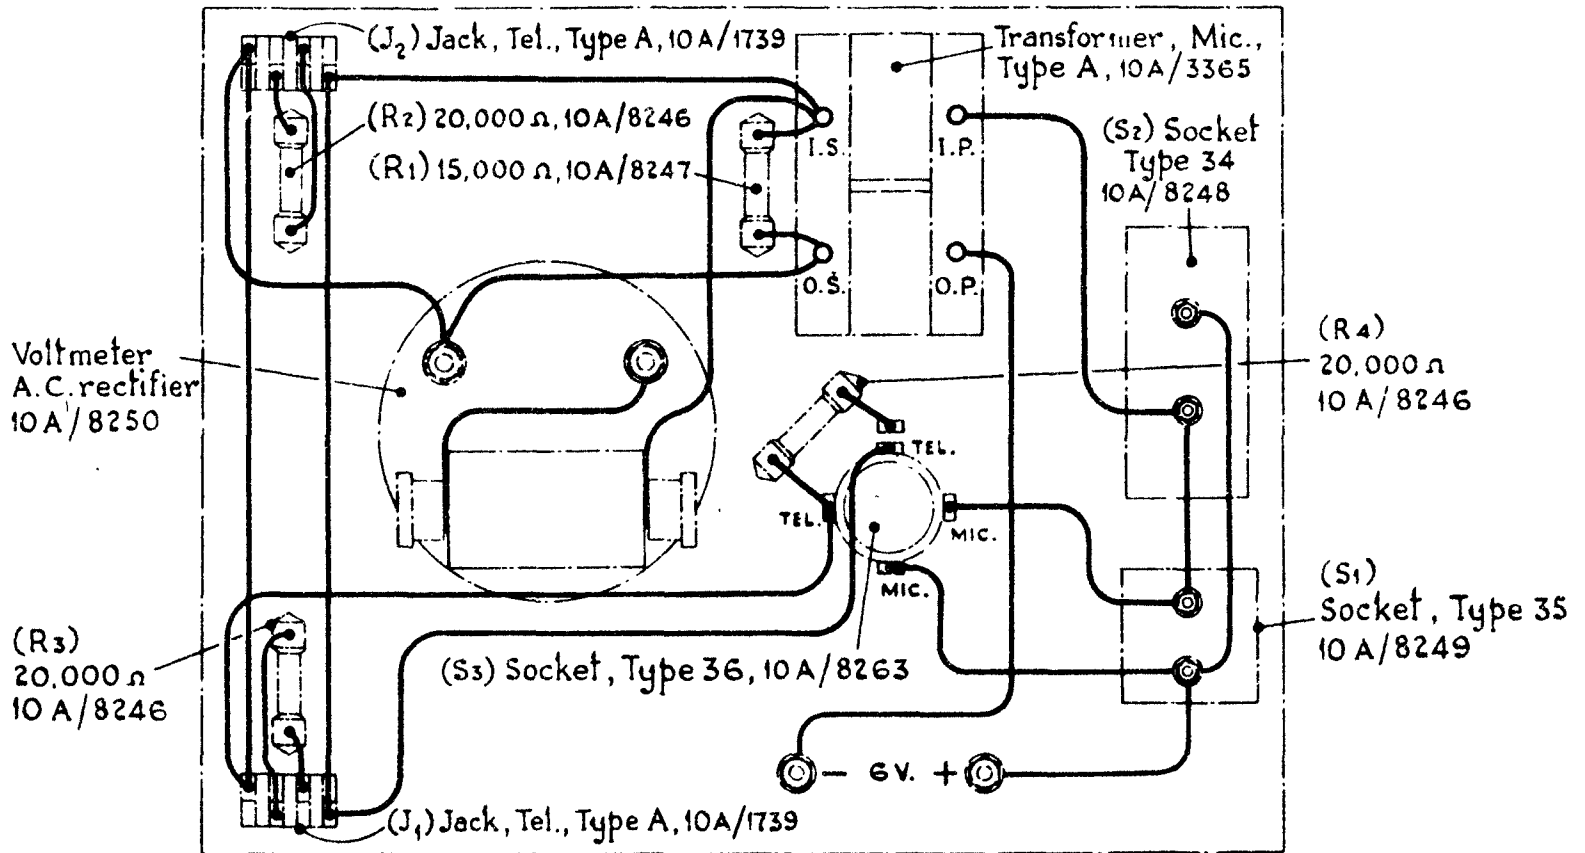 (J2) Jack, Tel., Type A, 10A/1739
Transformer, Mic.,
Type A, 10A/3365
(R2) 20,000 Ω, 10A/8246
(R1) 15,000 Ω, 10A/8247
I.S.
I.P.
(S2) Socket
Type 34
10A/8248
O.S.
O.P.
Voltmeter
A.C. rectifier
10A/8250
(R4)
20,000 Ω
10A/8246
TEL.
TEL.
MIC.
MIC.
(S1)
Socket, Type 35
10A/8249
(R3)
20,000 Ω
10A/8246
(S3) Socket, Type 36, 10A/8263
- 6V. +
(J1) Jack, Tel., Type A, 10A/1739